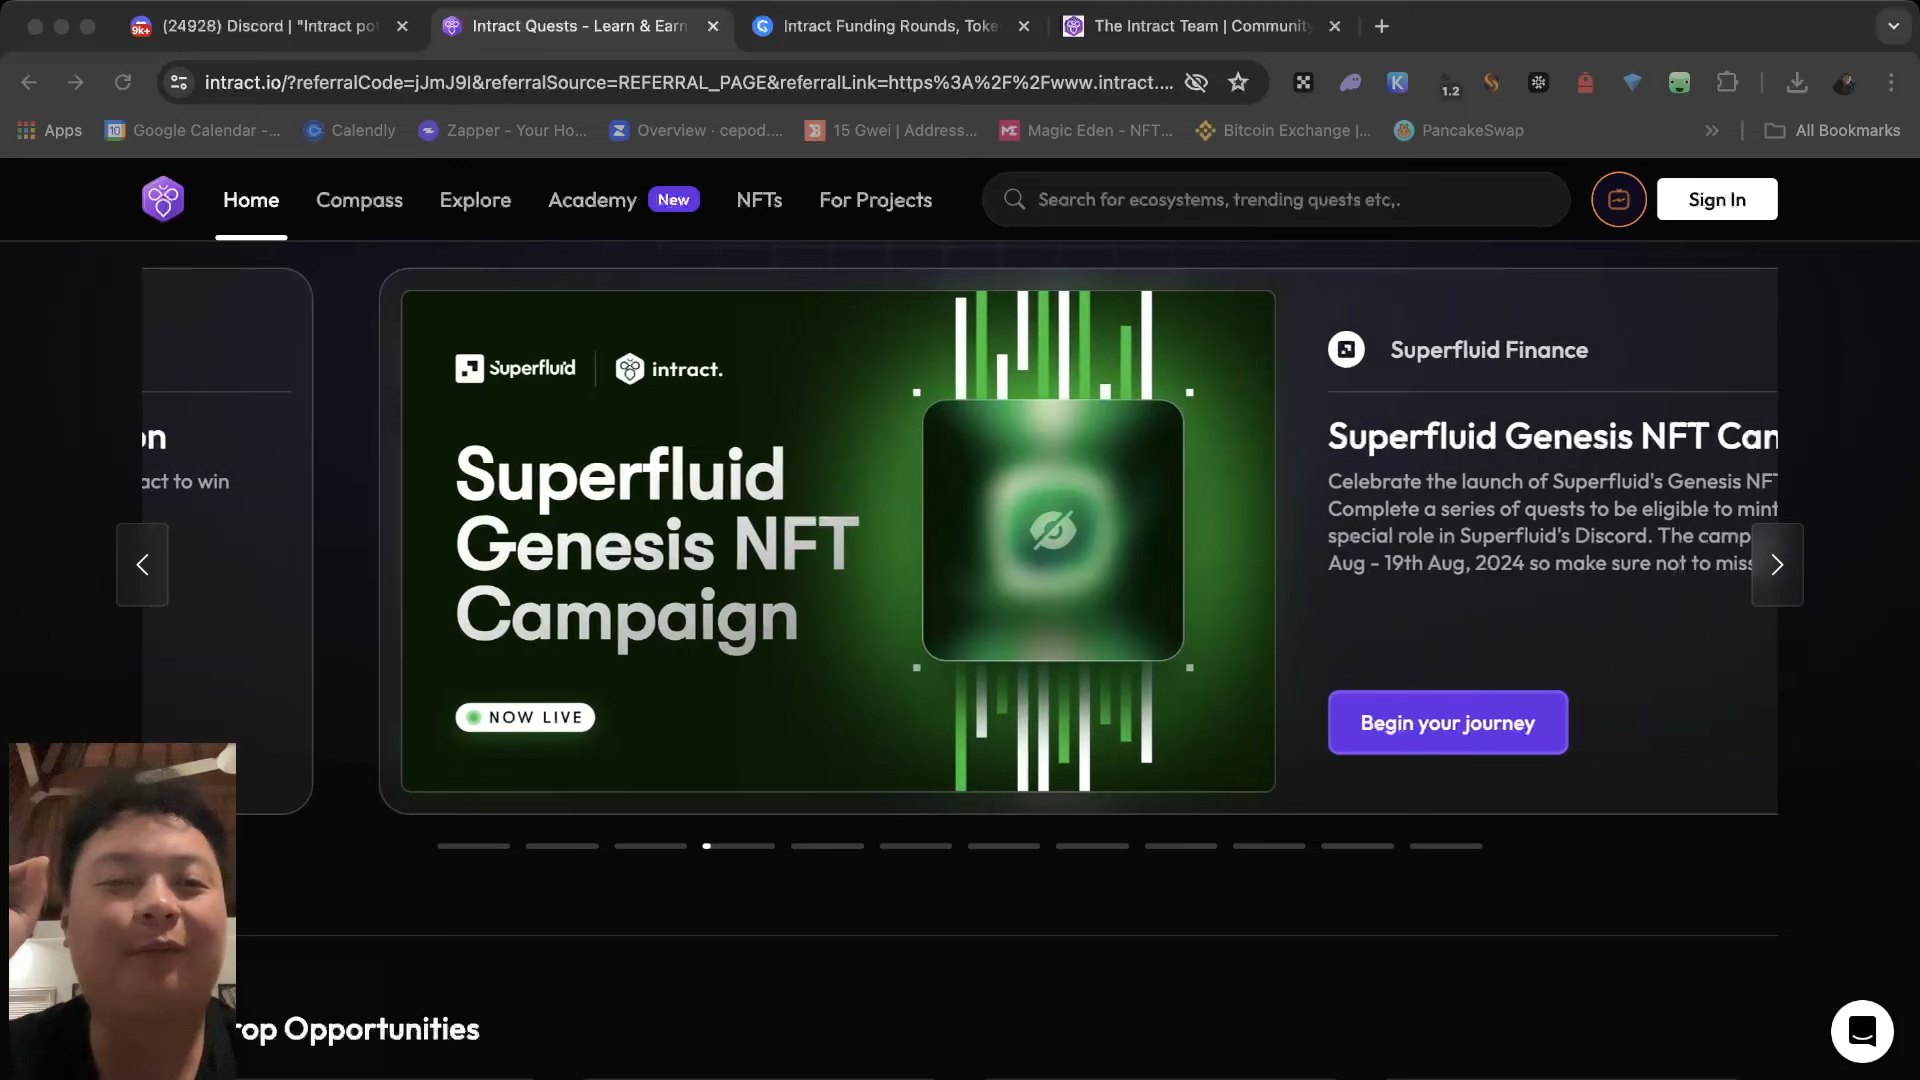 9k+
(24928) Discord | "Intract pot
Intract Quests - Learn & Earn
Intract Funding Rounds, Toke
The Intract Team | Community
intract.io/?referralCode=jJmJ9I&referralSource=REFERRAL_PAGE&referralLink=https%3A%2F%2Fwww.intract....
1.2
Apps
10
Google Calendar -...
Calendly
Zapper - Your Ho...
Overview · cepod....
15 Gwei | Address...
Magic Eden - NFT...
Bitcoin Exchange |...
PancakeSwap
All Bookmarks
Home
Compass
Explore
Academy
New
NFTs
For Projects
Search for ecosystems, trending quests etc,.
Sign In
on
act to win
Superfluid
intract.
Superfluid
Genesis NFT
Campaign
NOW LIVE
Superfluid Finance
Superfluid Genesis NFT Cam
Celebrate the launch of Superfluid's Genesis NFT
Complete a series of quests to be eligible to mint
special role in Superfluid's Discord. The camp
Aug - 19th Aug, 2024 so make sure not to miss
Begin your journey
rop Opportunities